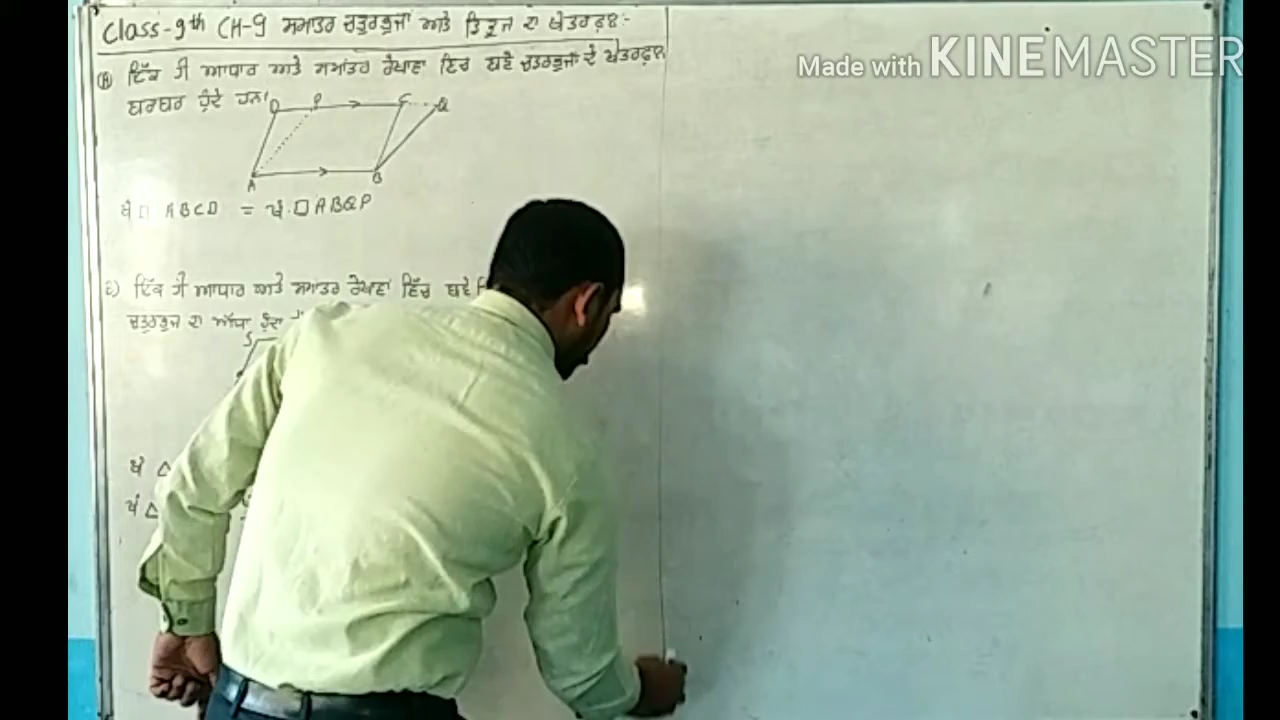 Class-9th CH-9 ਸਮਾਂਤਰ ਚਤੁਰਭੁਜਾਂ ਅਤੇ ਤ੍ਰਿਭੁਜ ਦਾ ਖੇਤਰਫਲ:-
ਇੱਕ ਹੀ ਆਧਾਰ ਅਤੇ ਸਮਾਂਤਰ ਰੇਖਾਵਾਂ ਵਿਚ ਬਣੇ ਚਤੁਰਭੁਜਾਂ ਦੇ ਖੇਤਰਫਲ
ਬਰਾਬਰ ਹੁੰਦੇ ਹਨ।
D P C Q
A B
ਖੇ □ ABCD = ਖੇ. □ ABQP
ਇੱਕ ਹੀ ਆਧਾਰ ਅਤੇ ਸਮਾਂਤਰ ਰੇਖਾਵਾਂ ਵਿੱਚ ਬਣੇ
ਚਤੁਰਭੁਜ ਦਾ ਅੱਧਾ ਹੁੰਦਾ
S
ਖੇ △
ਖੇ △
Made with KINEMASTER